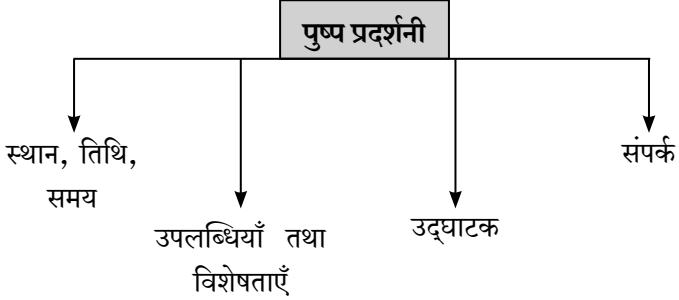 पुष्प प्रदर्शनी
स्थान, तिथि,
समय
उपलब्धियाँ तथा
विशेषताएँ
उद्‌घाटक
संपर्क